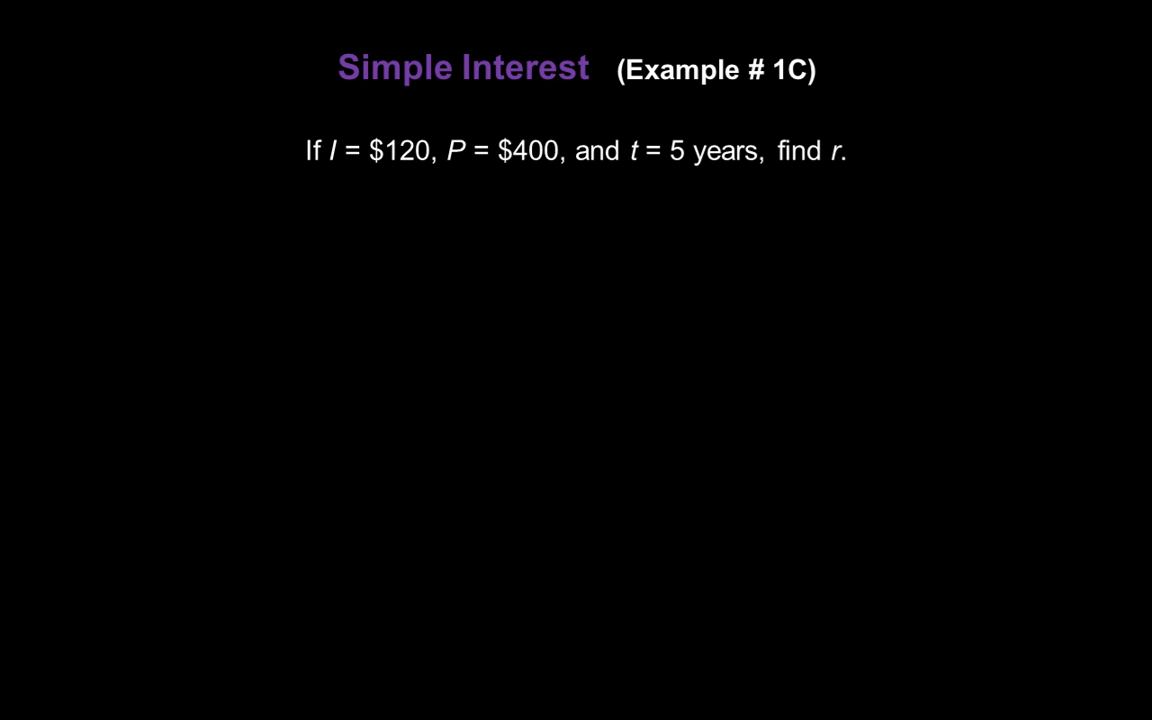 Simple Interest (Example # 1C)
If I = $120, P = $400, and t = 5 years, find r.